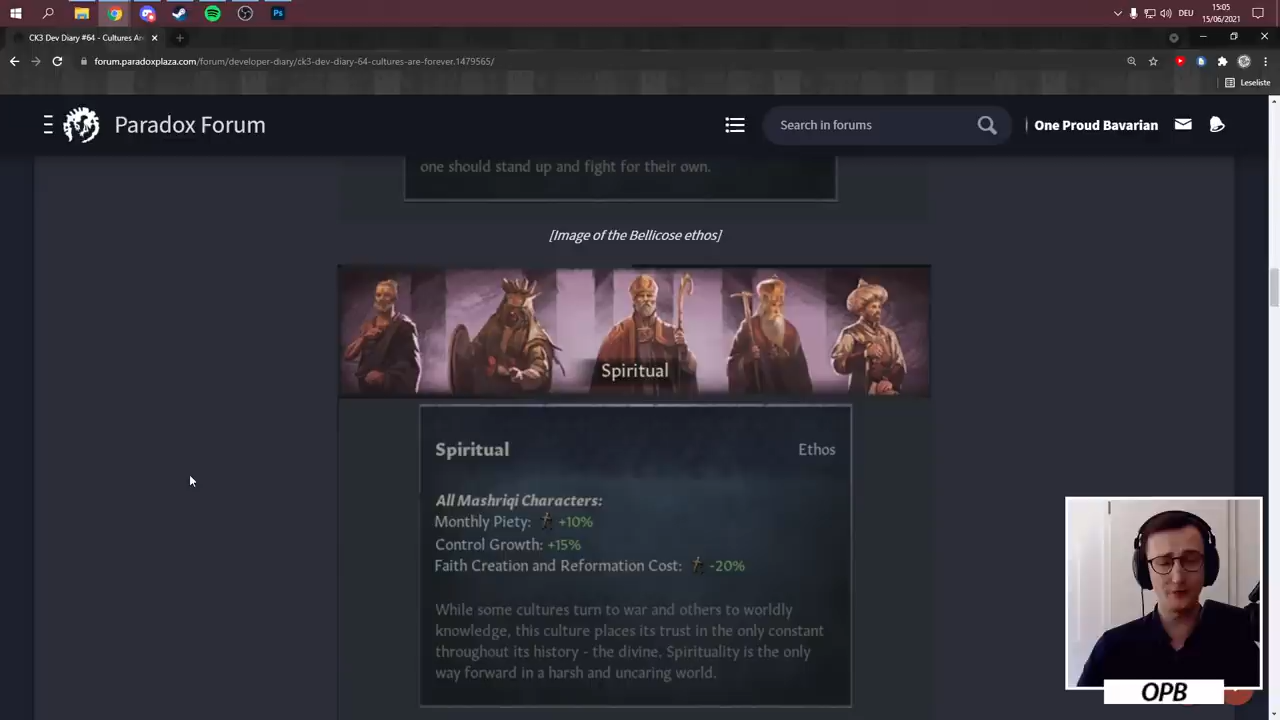 15:05
DEU
15/06/2021
CK3 Dev Diary #64 - Cultures Are
forum.paradoxplaza.com/forum/developer-diary/ck3-dev-diary-64-cultures-are-forever.1479565/
Leseliste
Paradox Forum
Search in forums
One Proud Bavarian
one should stand up and fight for their own.
[Image of the Bellicose ethos]
Spiritual
Spiritual Ethos
All Mashriqi Characters:
Monthly Piety: +10%
Control Growth: +15%
Faith Creation and Reformation Cost: -20%
While some cultures turn to war and others to worldly
knowledge, this culture places its trust in the only constant
throughout its history - the divine. Spirituality is the only
way forward in a harsh and uncaring world.
OPB